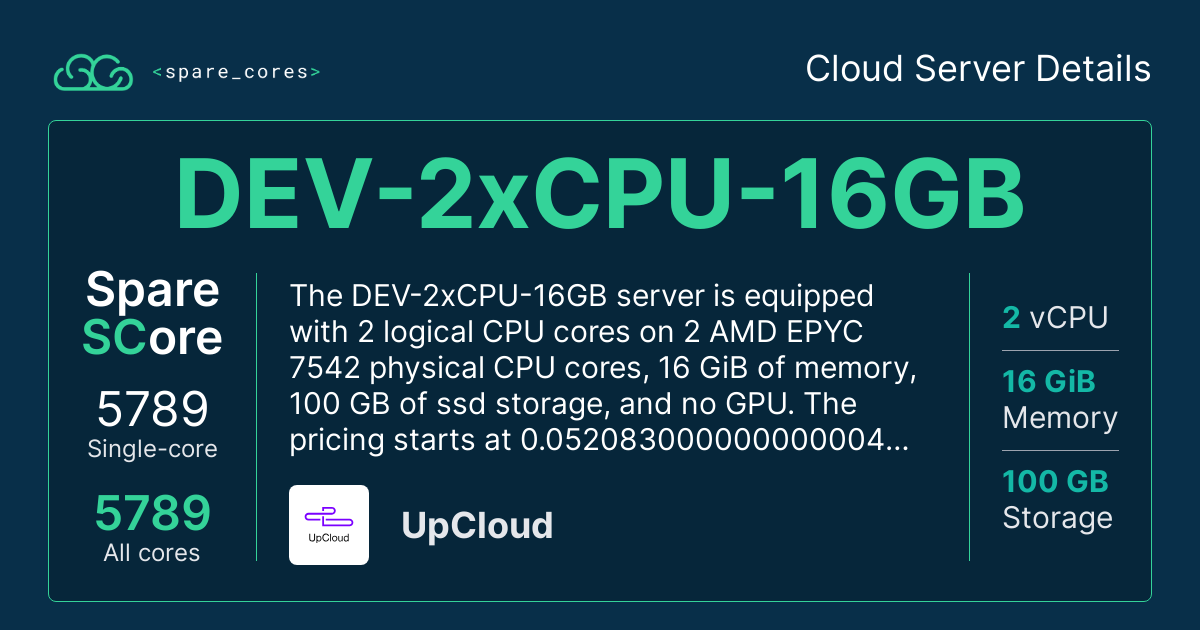 <spare_cores>
Cloud Server Details
DEV-2xCPU-16GB
Spare
SCore
5789
Single-core
5789
All cores
The DEV-2xCPU-16GB server is equipped
with 2 logical CPU cores on 2 AMD EPYC
7542 physical CPU cores, 16 GiB of memory,
100 GB of ssd storage, and no GPU. The
pricing starts at 0.052083000000000004...
UpCloud
UpCloud
2 vCPU
16 GiB
Memory
100 GB
Storage